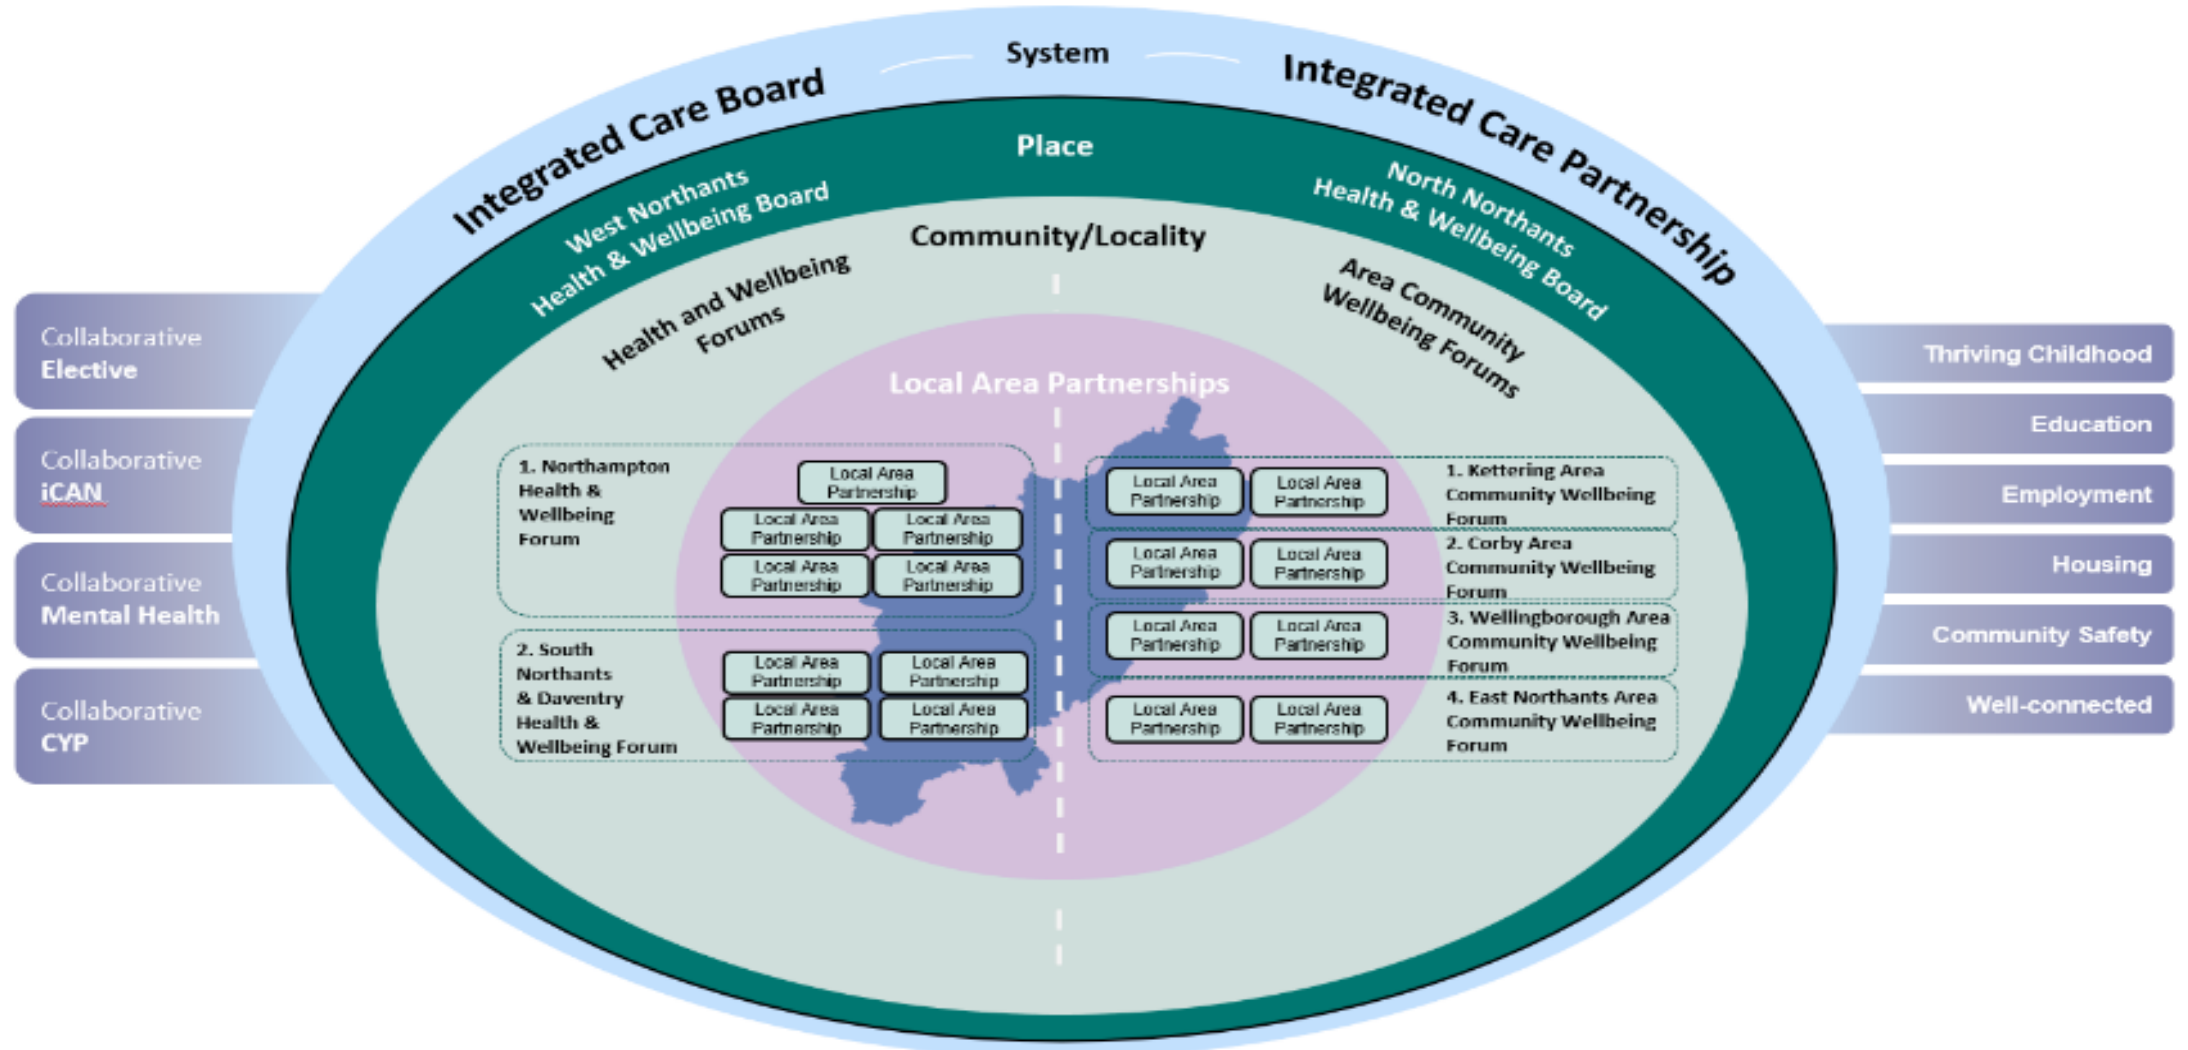 System
Integrated Care Board
Integrated Care Partnership
Place
West Northants
Health & Wellbeing Board
North Northants
Health & Wellbeing Board
Community/Locality
Health and Wellbeing
Forums
Area Community
Wellbeing Forums
Local Area Partnerships
Collaborative
Elective
Collaborative
iCAN
Collaborative
Mental Health
Collaborative
CYP
1. Northampton
Health &
Wellbeing
Forum
Local Area
Partnership
Local Area
Partnership
Local Area
Partnership
Local Area
Partnership
Local Area
Partnership
2. South
Northants
& Daventry
Health &
Wellbeing Forum
Local Area
Partnership
Local Area
Partnership
Local Area
Partnership
Local Area
Partnership
Local Area
Partnership
Local Area
Partnership
1. Kettering Area
Community Wellbeing
Forum
Local Area
Partnership
Local Area
Partnership
2. Corby Area
Community Wellbeing
Forum
Local Area
Partnership
Local Area
Partnership
3. Wellingborough Area
Community Wellbeing
Forum
Local Area
Partnership
Local Area
Partnership
4. East Northants Area
Community Wellbeing
Forum
Thriving Childhood
Education
Employment
Housing
Community Safety
Well-connected